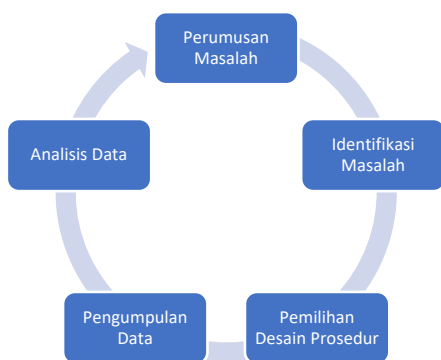 Perumusan
Masalah
Identifikasi
Masalah
Pemilihan
Desain Prosedur
Pengumpulan
Data
Analisis Data